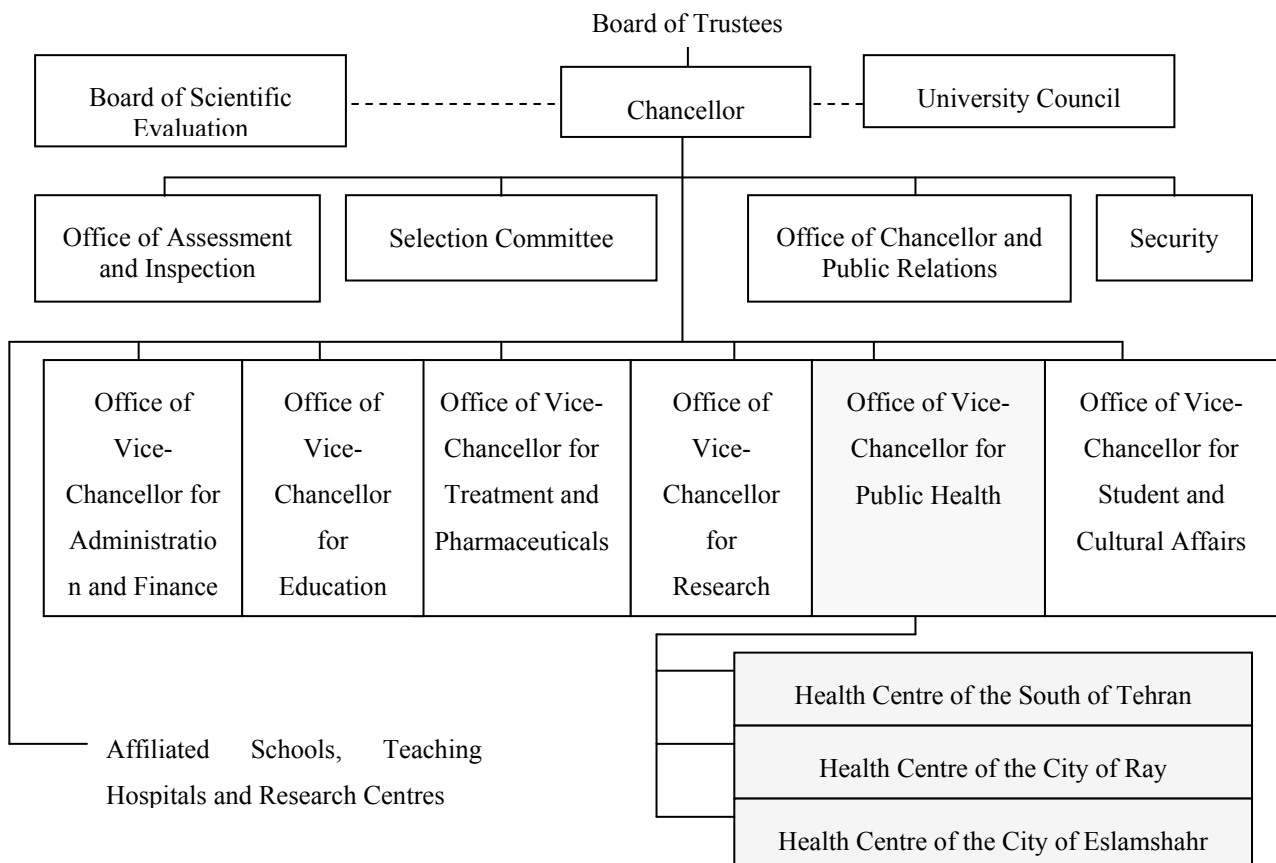 Board of Trustees
Board of Scientific
Evaluation
Chancellor
University Council
Office of Assessment
and Inspection
Selection Committee
Office of Chancellor and
Public Relations
Security
Office of
Vice-
Chancellor for
Administratio
n and Finance
Office of
Vice-
Chancellor
for
Education
Office of Vice-
Chancellor for
Treatment and
Pharmaceuticals
Office of
Vice-
Chancellor
for
Research
Office of Vice-
Chancellor for
Public Health
Office of Vice-
Chancellor for
Student and
Cultural Affairs
Affiliated Schools, Teaching
Hospitals and Research Centres
Health Centre of the South of Tehran
Health Centre of the City of Ray
Health Centre of the City of Eslamshahr